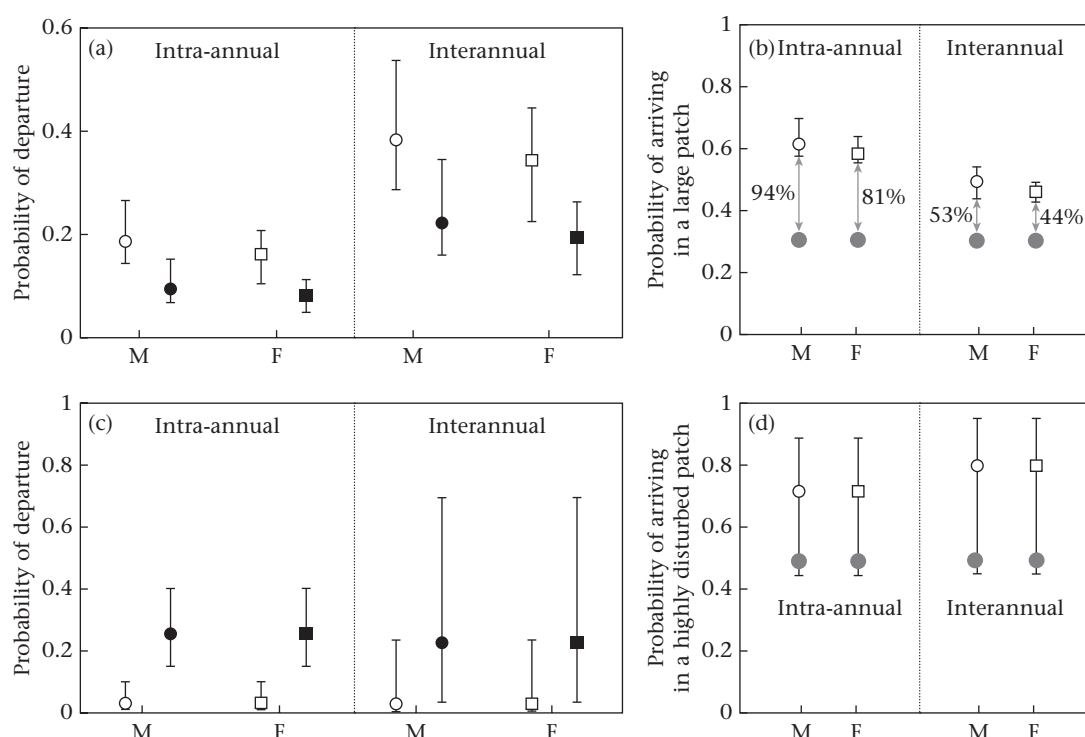 (a)
Intra-annual
Interannual
Probability of departure
0.6
0.4
0.2
0
M
F
M
F
(b)
Intra-annual
Interannual
Probability of arriving
in a large patch
1
0.8
0.6
0.4
0.2
0
94%
81%
53%
44%
M
F
M
F
(c)
Intra-annual
Interannual
Probability of departure
1
0.8
0.6
0.4
0.2
0
M
F
M
F
(d)
Probability of arriving
in a highly disturbed patch
1
0.8
0.6
0.4
0.2
0
Intra-annual
Interannual
M
F
M
F